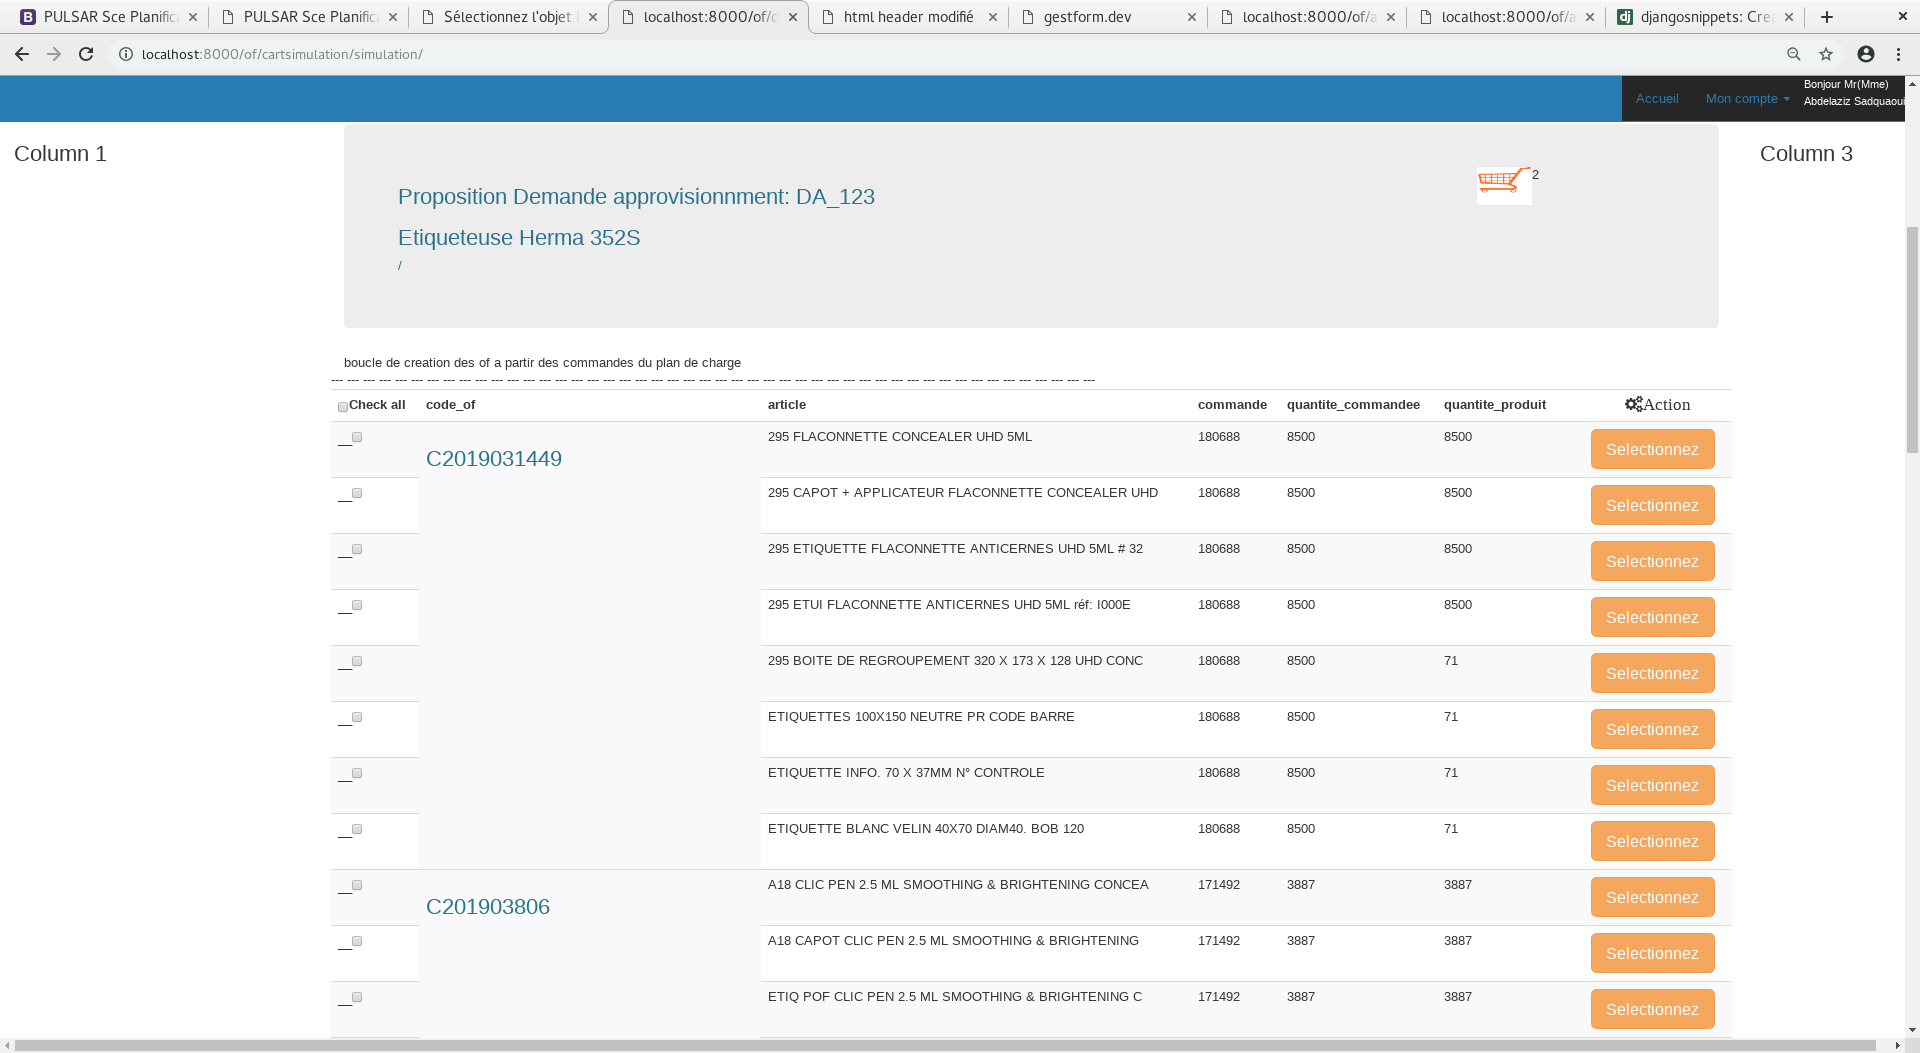 PULSAR Sce Planific
PULSAR Sce Planific
Sélectionnez l'objet
localhost:8000/of/c
html header modifié
gestform.dev
localhost:8000/of/a
localhost:8000/of/a
djangosnippets: Crea
localhost:8000/of/cartsimulation/simulation/
Accueil
Mon compte
Bonjour Mr(Mme)
Abdelaziz Sadquaoui
Column 1
Column 3
Proposition Demande approvisionnment: DA_123
2
Etiqueteuse Herma 352S
/
boucle de creation des of a partir des commandes du plan de charge
--- --- --- --- --- --- --- --- --- --- --- --- --- --- --- --- --- --- --- --- --- --- --- --- --- --- --- --- --- --- --- --- --- --- --- --- --- --- --- --- --- --- --- --- --- --- --- ---
Check all code_of article commande quantite_commandee quantite_produit Action
__ C2019031449 295 FLACONNETTE CONCEALER UHD 5ML 180688 8500 8500 Selectionnez
__ 295 CAPOT + APPLICATEUR FLACONNETTE CONCEALER UHD 180688 8500 8500 Selectionnez
__ 295 ETIQUETTE FLACONNETTE ANTICERNES UHD 5ML # 32 180688 8500 8500 Selectionnez
__ 295 ETUI FLACONNETTE ANTICERNES UHD 5ML réf: I000E 180688 8500 8500 Selectionnez
__ 295 BOITE DE REGROUPEMENT 320 X 173 X 128 UHD CONC 180688 8500 71 Selectionnez
__ ETIQUETTES 100X150 NEUTRE PR CODE BARRE 180688 8500 71 Selectionnez
__ ETIQUETTE INFO. 70 X 37MM N° CONTROLE 180688 8500 71 Selectionnez
__ ETIQUETTE BLANC VELIN 40X70 DIAM40. BOB 120 180688 8500 71 Selectionnez
__ C201903806 A18 CLIC PEN 2.5 ML SMOOTHING & BRIGHTENING CONCEA 171492 3887 3887 Selectionnez
__ A18 CAPOT CLIC PEN 2.5 ML SMOOTHING & BRIGHTENING 171492 3887 3887 Selectionnez
__ ETIQ POF CLIC PEN 2.5 ML SMOOTHING & BRIGHTENING C 171492 3887 3887 Selectionnez